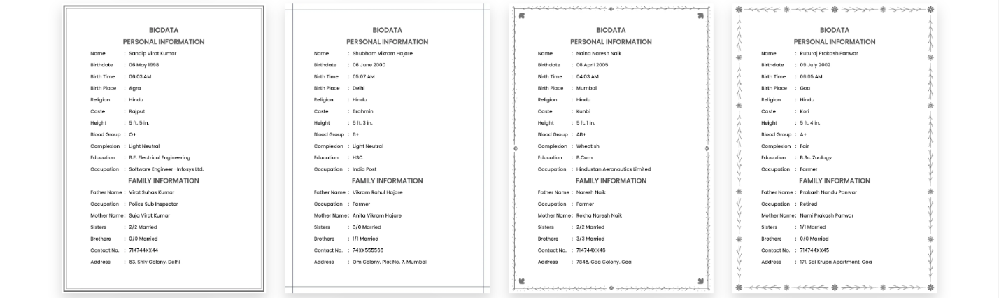 BIODATA
PERSONAL INFORMATION
Name : Sandip Virat Kumar
Birthdate : 06 May 1998
Birth Time : 06:03 AM
Birth Place : Agra
Religion : Hindu
Caste : Rajput
Height : 5 ft. 5 in.
Blood Group : O+
Complexion : Light Neutral
Education : B.E. Electrical Engineering
Occupation : Software Engineer -Infosys Ltd.
FAMILY INFORMATION
Father Name : Virat Suhas Kumar
Occupation : Police Sub Inspector
Mother Name : Suja Virat Kumar
Sisters : 2/2 Married
Brothers : 0/0 Married
Contact No. : 714744XX44
Address : 63, Shiv Colony, Delhi
BIODATA
PERSONAL INFORMATION
Name : Shubham Vikram Hajare
Birthdate : 06 June 2000
Birth Time : 05:07 AM
Birth Place : Delhi
Religion : Hindu
Caste : Brahmin
Height : 5 ft. 3 in.
Blood Group : B+
Complexion : Light Neutral
Education : HSC
Occupation : India Post
FAMILY INFORMATION
Father Name : Vikram Rahul Hajare
Occupation : Farmer
Mother Name : Anita Vikram Hajare
Sisters : 3/0 Married
Brothers : 1/1 Married
Contact No. : 74XX555566
Address : Om Colony, Plot No. 7, Mumbai
BIODATA
PERSONAL INFORMATION
Name : Naina Naresh Naik
Birthdate : 06 April 2005
Birth Time : 04:03 AM
Birth Place : Mumbai
Religion : Hindu
Caste : Kunbi
Height : 5 ft. 1 in.
Blood Group : AB+
Complexion : Wheatish
Education : B.Com
Occupation : Hindustan Aeronautics Limited
FAMILY INFORMATION
Father Name : Naresh Naik
Occupation : Farmer
Mother Name : Rekha Naresh Naik
Sisters : 2/2 Married
Brothers : 3/3 Married
Contact No. : 714744XX46
Address : 7845, Goa Colony, Goa
BIODATA
PERSONAL INFORMATION
Name : Ruturaj Prakash Panwar
Birthdate : 09 July 2002
Birth Time : 06:05 AM
Birth Place : Goa
Religion : Hindu
Caste : Kori
Height : 5 ft. 4 in.
Blood Group : A+
Complexion : Fair
Education : B.Sc. Zoology
Occupation : Farmer
FAMILY INFORMATION
Father Name : Prakash Nandu Panwar
Occupation : Retired
Mother Name : Nami Prakash Panwar
Sisters : 1/1 Married
Brothers : 0/0 Married
Contact No. : 714744XX45
Address : 171, Sai Krupa Apartment, Goa